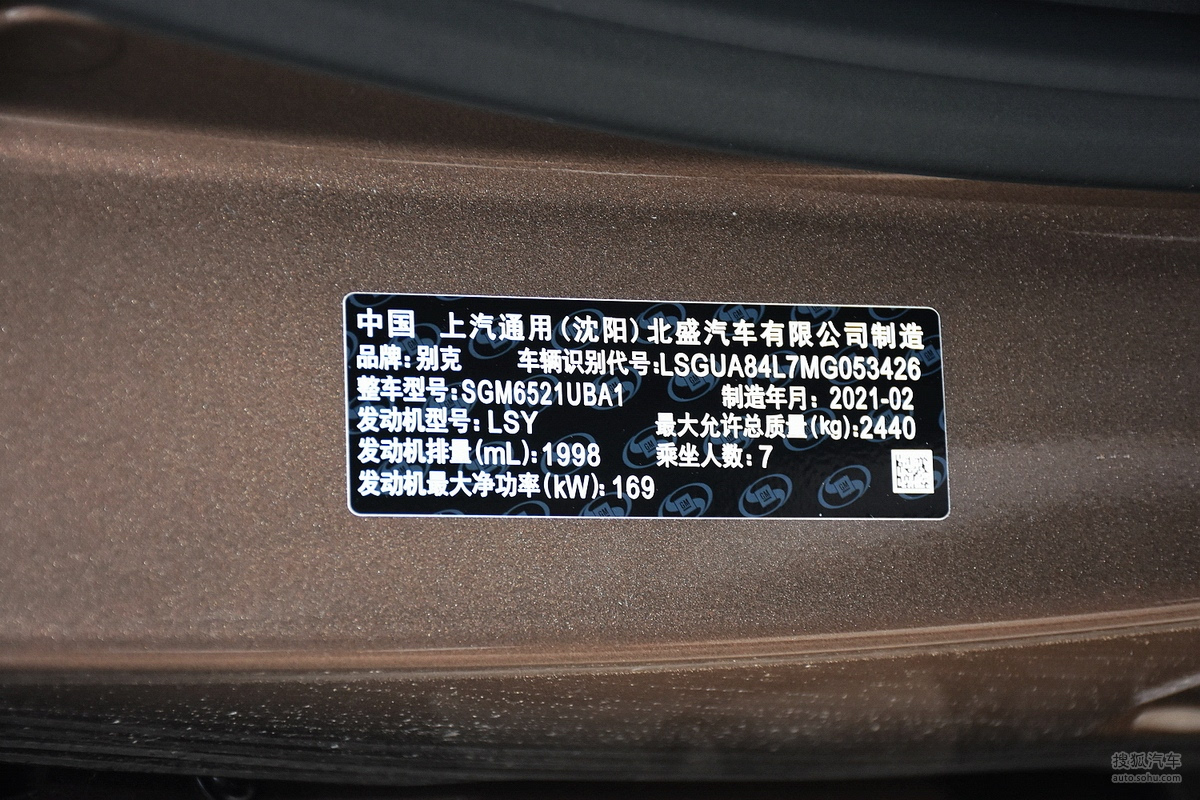 中国 上汽通用(沈阳)北盛汽车有限公司制造
品牌:别克 车辆识别代号:LSGUA84L7MG053426
整车型号:SGM6521UBA1 制造年月:2021-02
发动机型号:LSY 最大允许总质量(kg):2440
发动机排量(mL):1998 乘坐人数:7
发动机最大净功率(kW):169
搜狐汽车
auto.sohu.com